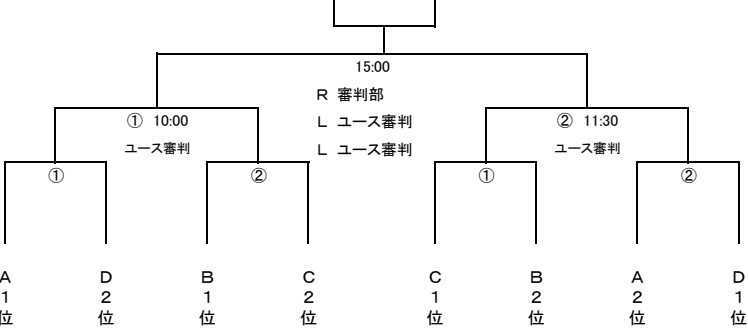 15:00
R 審判部
① 10:00
L ユース審判
② 11:30
ユース審判
L ユース審判
ユース審判
① ② ① ②
A D B C C B A D
1 2 1 2 1 2 2 1
位 位 位 位 位 位 位 位